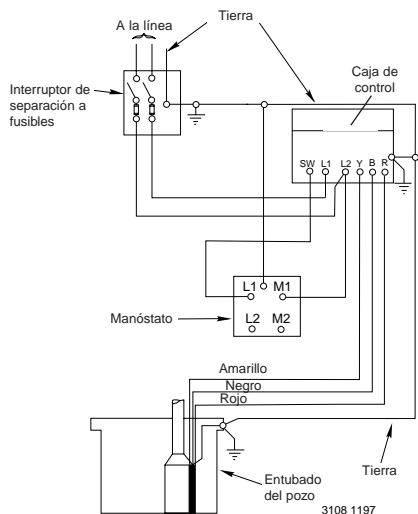 A la línea
Tierra
Interruptor de
separación a
fusibles
Caja de
control
SW L1 L2 Y B R
L1 M1
Manóstato
L2 M2
Amarillo
Negro
Rojo
Entubado
del pozo
Tierra
3108 1197